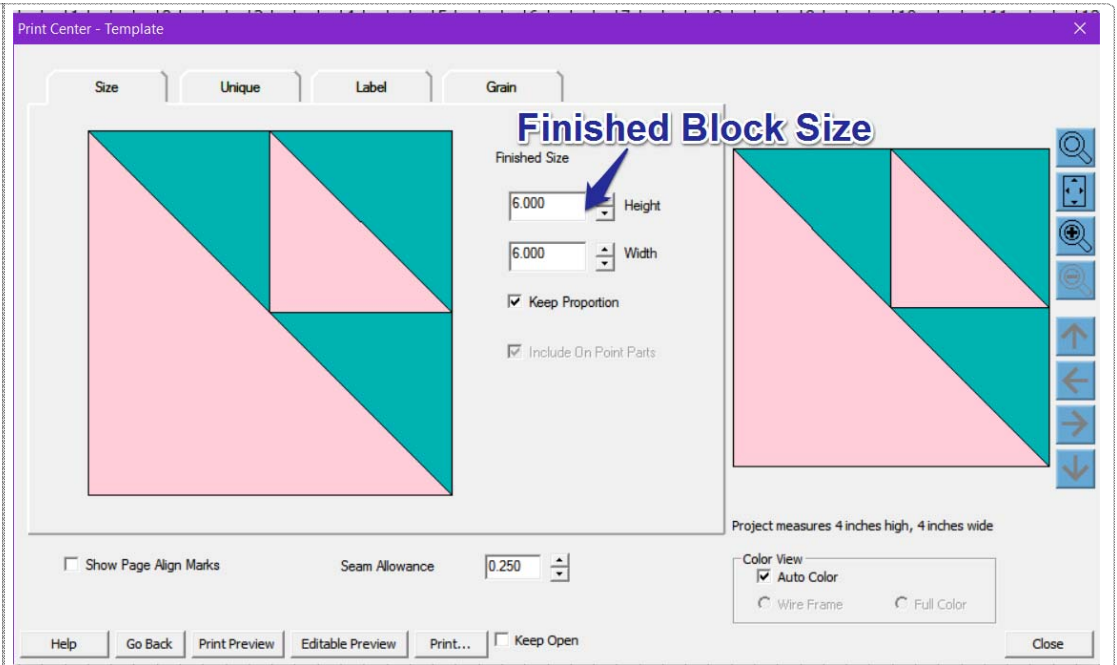 Print Center - Template
Size Unique Label Grain
Finished Block Size
Finished Size
6.000 Height
6.000 Width
Keep Proportion
Include On Point Parts
Project measures 4 inches high, 4 inches wide
Show Page Align Marks
Seam Allowance 0.250
Color View
Auto Color
Wire Frame Full Color
Help Go Back Print Preview Editable Preview Print... Keep Open Close